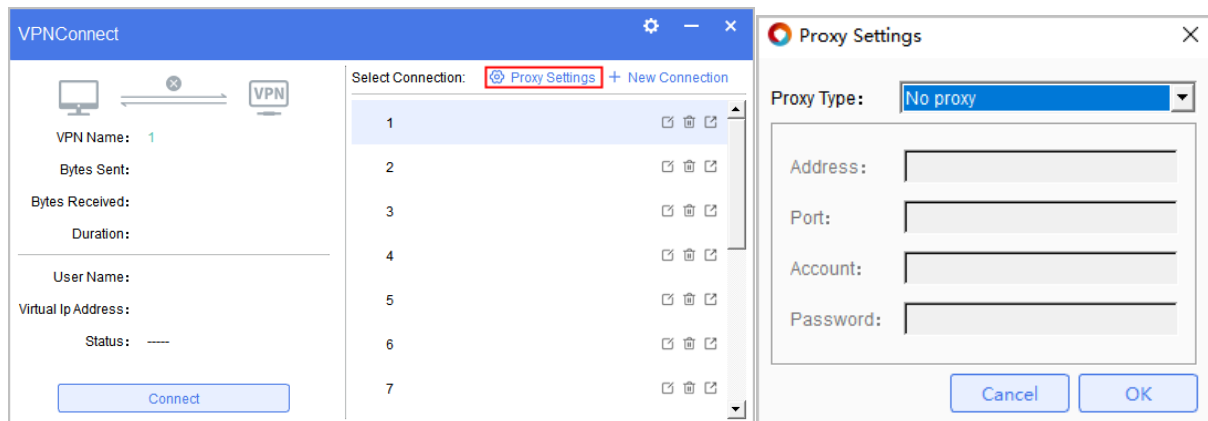 VPNConnect
VPN
VPN Name: 1
Bytes Sent:
Bytes Received:
Duration:
User Name:
Virtual Ip Address:
Status: -----
Connect
Select Connection: Proxy Settings + New Connection
1
2
3
4
5
6
7
Proxy Settings
Proxy Type: No proxy
Address:
Port:
Account:
Password:
Cancel OK